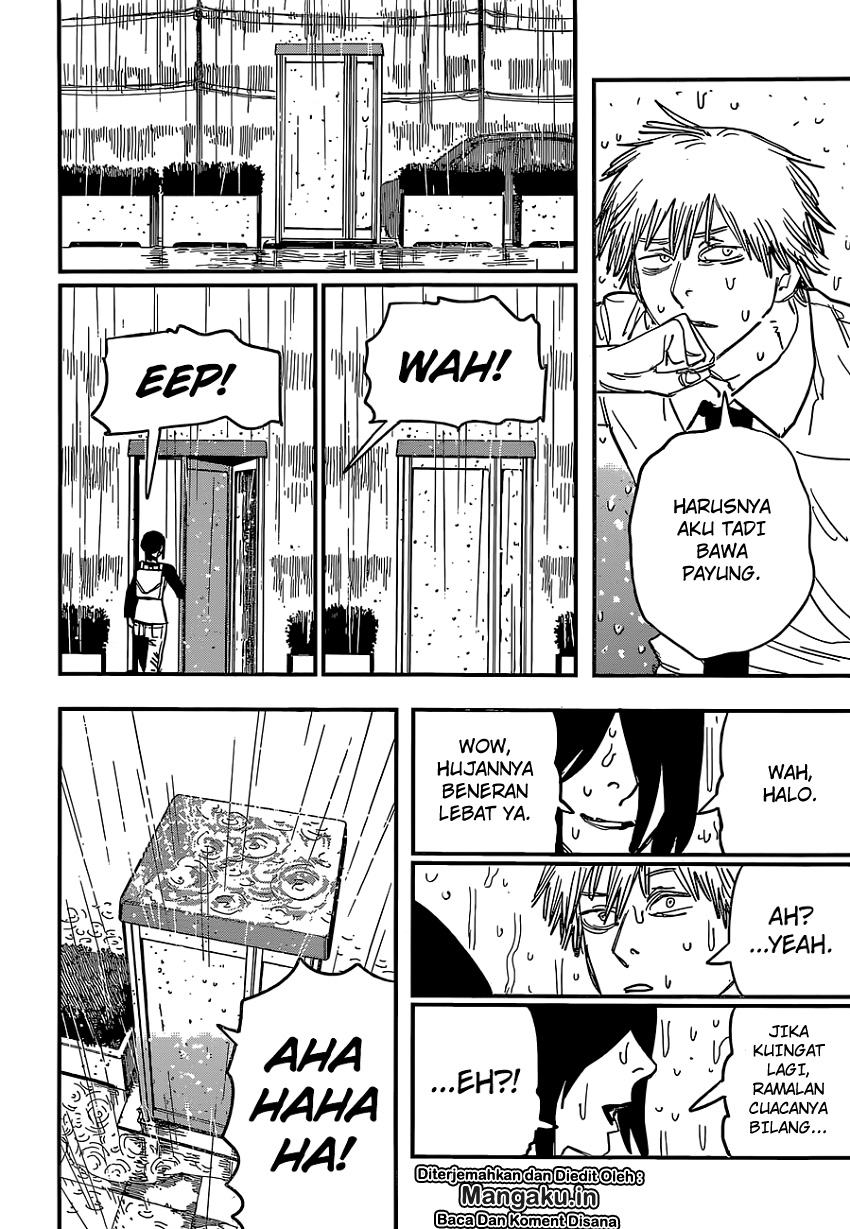 HARUSNYA
AKU TADI
BAWA
PAYUNG.
WAH!
EEP!
WAH,
HALO.
WOW,
HUJANNYA
BENERAN
LEBAT YA.
AH?
...YEAH.
JIKA
KUINGAT
LAGI,
RAMALAN
CUACANYA
BILANG...
...EH?!
AHA
HAHA
HA!
Diterjemahkan dan Diedit Oleh:
Mangaku.in
Baca Dan Koment Disana